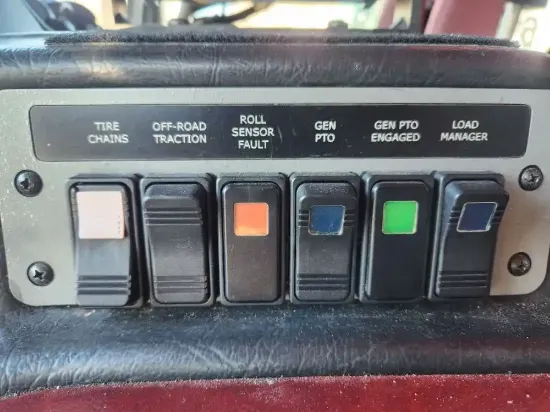 TIRE
CHAINS
OFF-ROAD
TRACTION
ROLL
SENSOR
FAULT
GEN
PTO
GEN PTO
ENGAGED
LOAD
MANAGER